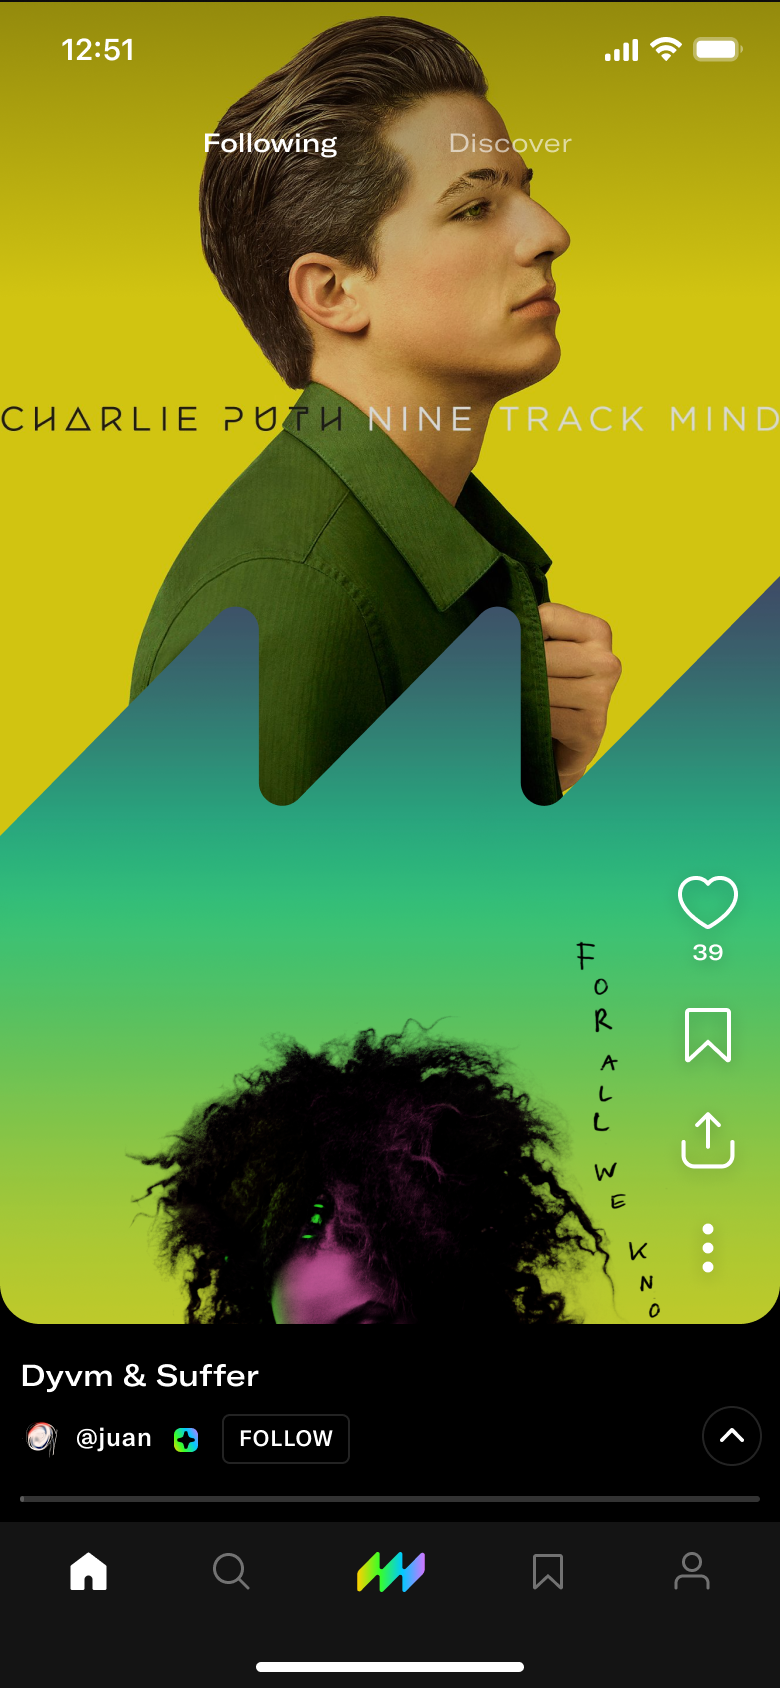 12:51
Following Discover
CHARLIE PUTH NINE TRACK MIND
39
FOR ALL WE KNO
Dyvm & Suffer
@juan FOLLOW